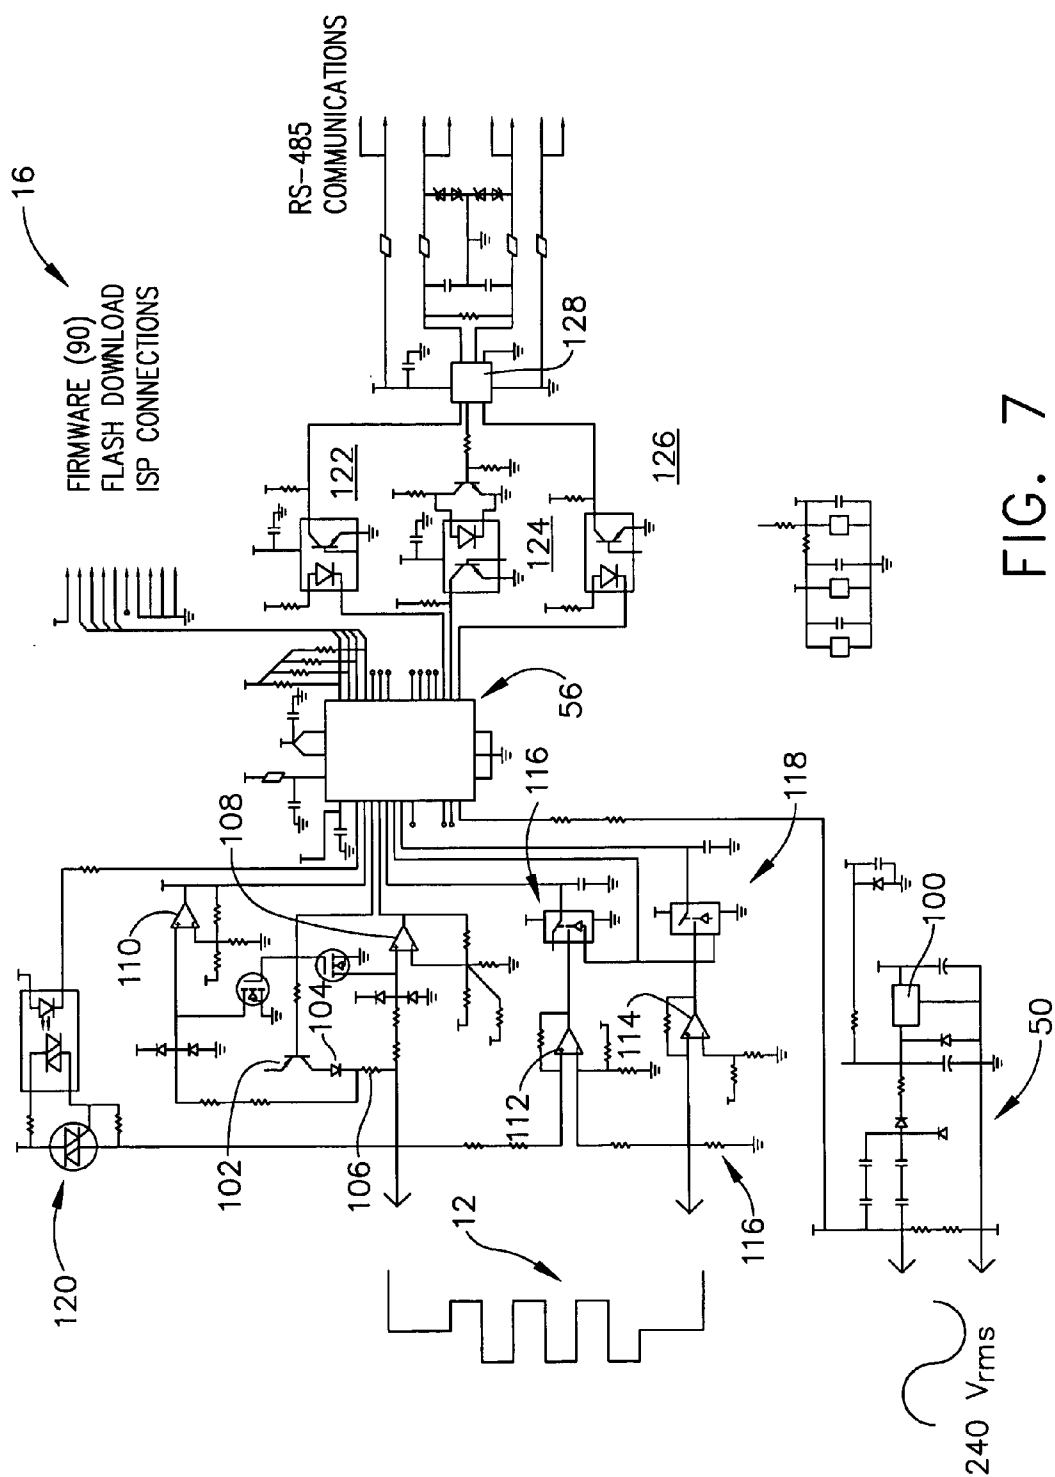 16
FIRMWARE (90)
FLASH DOWNLOAD
ISP CONNECTIONS
RS-485
COMMUNICATIONS
120
110
108
102
104
106
122
124
126
128
56
116
112
114
118
12
116
100
50
240 Vrms
FIG. 7